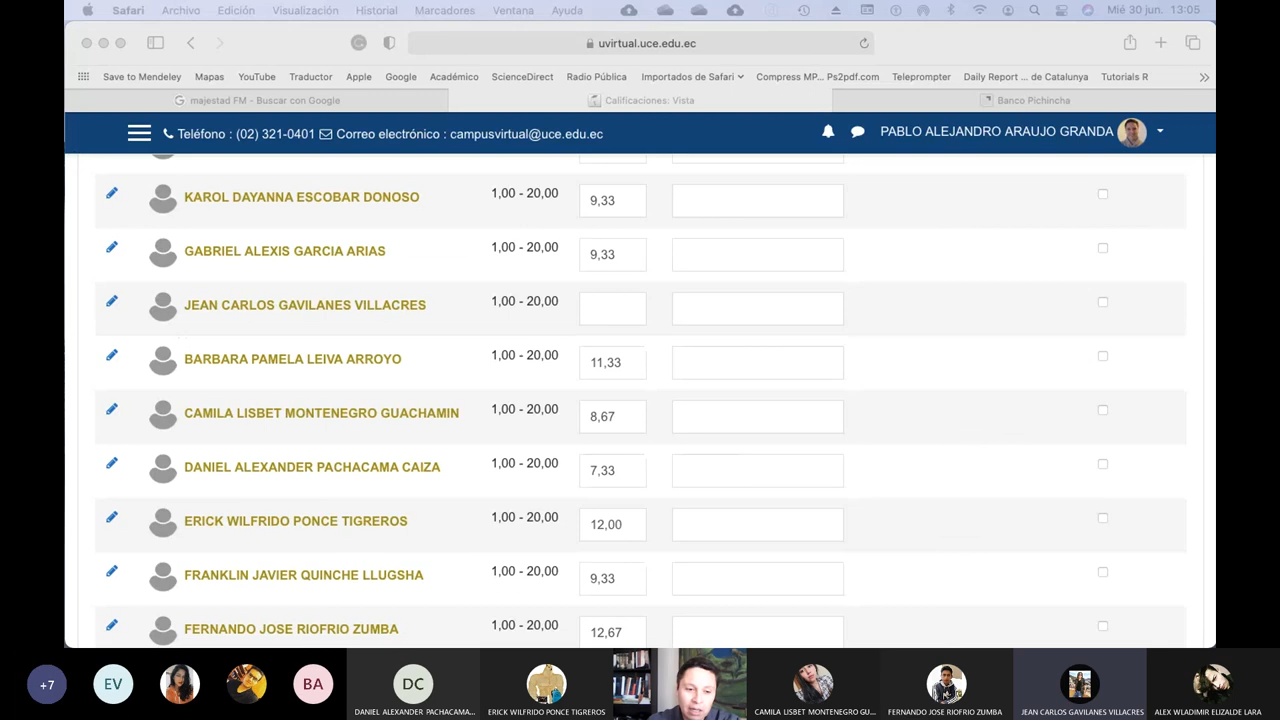 Safari Archivo Edición Visualización Historial Marcadores Ventana Ayuda Mié 30 jun. 13:05
uvirtual.uce.edu.ec
Save to Mendeley Mapas YouTube Traductor Apple Google Académico ScienceDirect Radio Pública Importados de Safari Compress MP... Ps2pdf.com Teleprompter Daily Report ... de Catalunya Tutorials R
majestad FM - Buscar con Google Calificaciones: Vista Banco Pichincha
Teléfono : (02) 321-0401 Correo electrónico : campusvirtual@uce.edu.ec PABLO ALEJANDRO ARAUJO GRANDA
KAROL DAYANNA ESCOBAR DONOSO 1,00 - 20,00 9,33
GABRIEL ALEXIS GARCIA ARIAS 1,00 - 20,00 9,33
JEAN CARLOS GAVILANES VILLACRES 1,00 - 20,00
BARBARA PAMELA LEIVA ARROYO 1,00 - 20,00 11,33
CAMILA LISBET MONTENEGRO GUACHAMIN 1,00 - 20,00 8,67
DANIEL ALEXANDER PACHACAMA CAIZA 1,00 - 20,00 7,33
ERICK WILFRIDO PONCE TIGREROS 1,00 - 20,00 12,00
FRANKLIN JAVIER QUINCHE LLUGSHA 1,00 - 20,00 9,33
FERNANDO JOSE RIOFRIO ZUMBA 1,00 - 20,00 12,67
+7 EV BA DC
DANIEL ALEXANDER PACHACAMA... ERICK WILFRIDO PONCE TIGREROS CAMILA LISBET MONTENEGRO GU... FERNANDO JOSE RIOFRIO ZUMBA JEAN CARLOS GAVILANES VILLACRES ALEX WLADIMIR ELIZALDE LARA